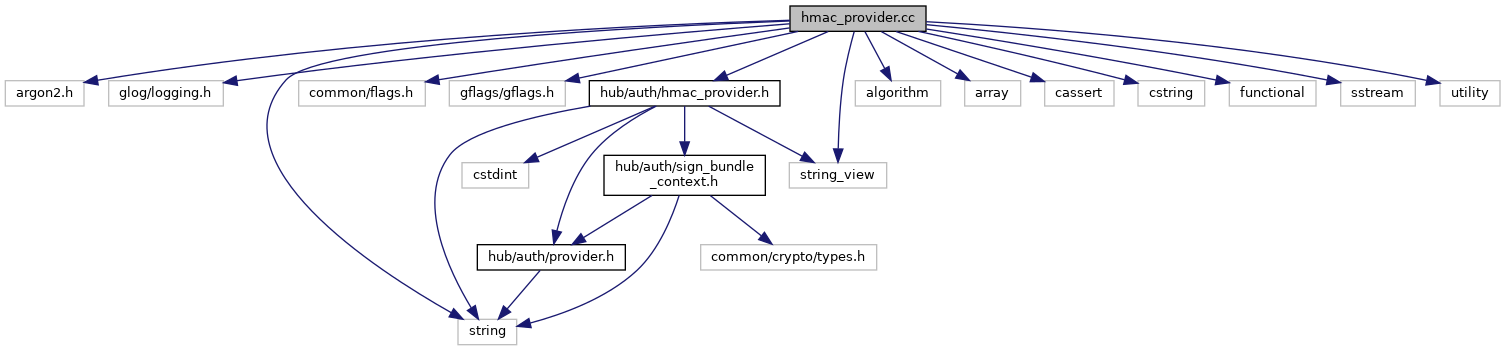 hmac_provider.cc
argon2.h
glog/logging.h
common/flags.h
gflags/gflags.h
hub/auth/hmac_provider.h
algorithm
array
cassert
cstring
functional
sstream
utility
cstdint
hub/auth/sign_bundle
_context.h
string_view
hub/auth/provider.h
common/crypto/types.h
string